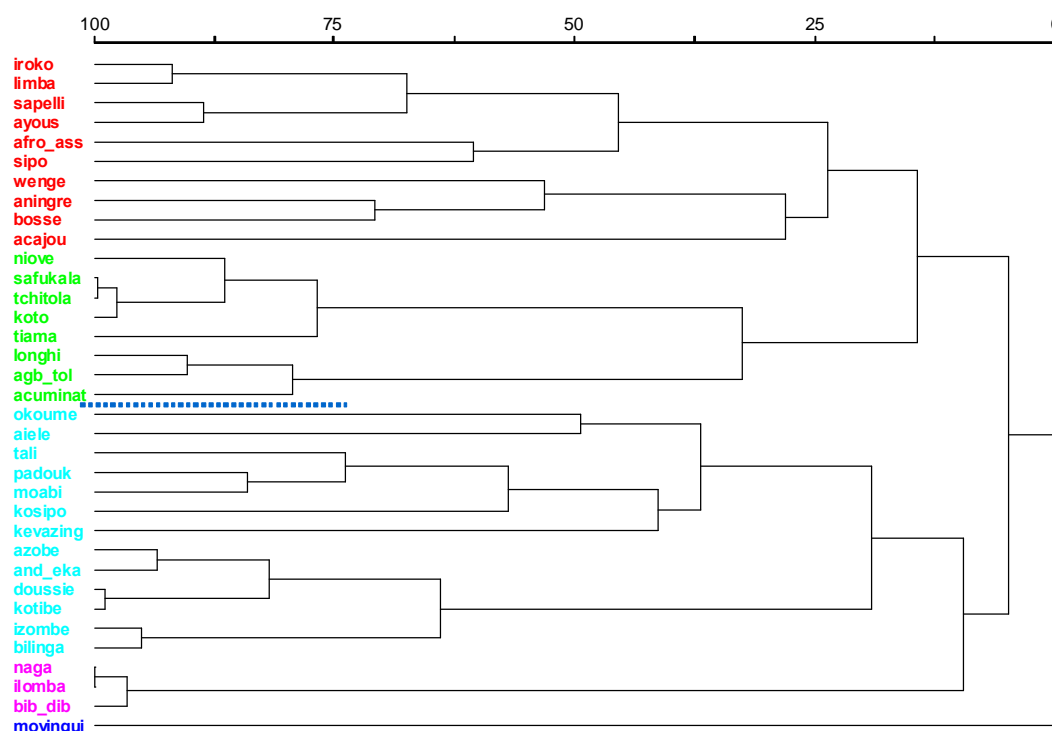 100 75 50 25
iroko
limba
sapelli
ayous
afro_ass
sipo
wenge
aningre
bosse
acajou
niove
safukala
tchitola
koto
tiama
longhi
agb_tol
acuminat
okoume
aiele
tali
padouk
moabi
kosipo
kevazing
azobe
and_eka
doussie
kotibe
izombe
bilinga
naga
ilomba
bib_dib
movingui